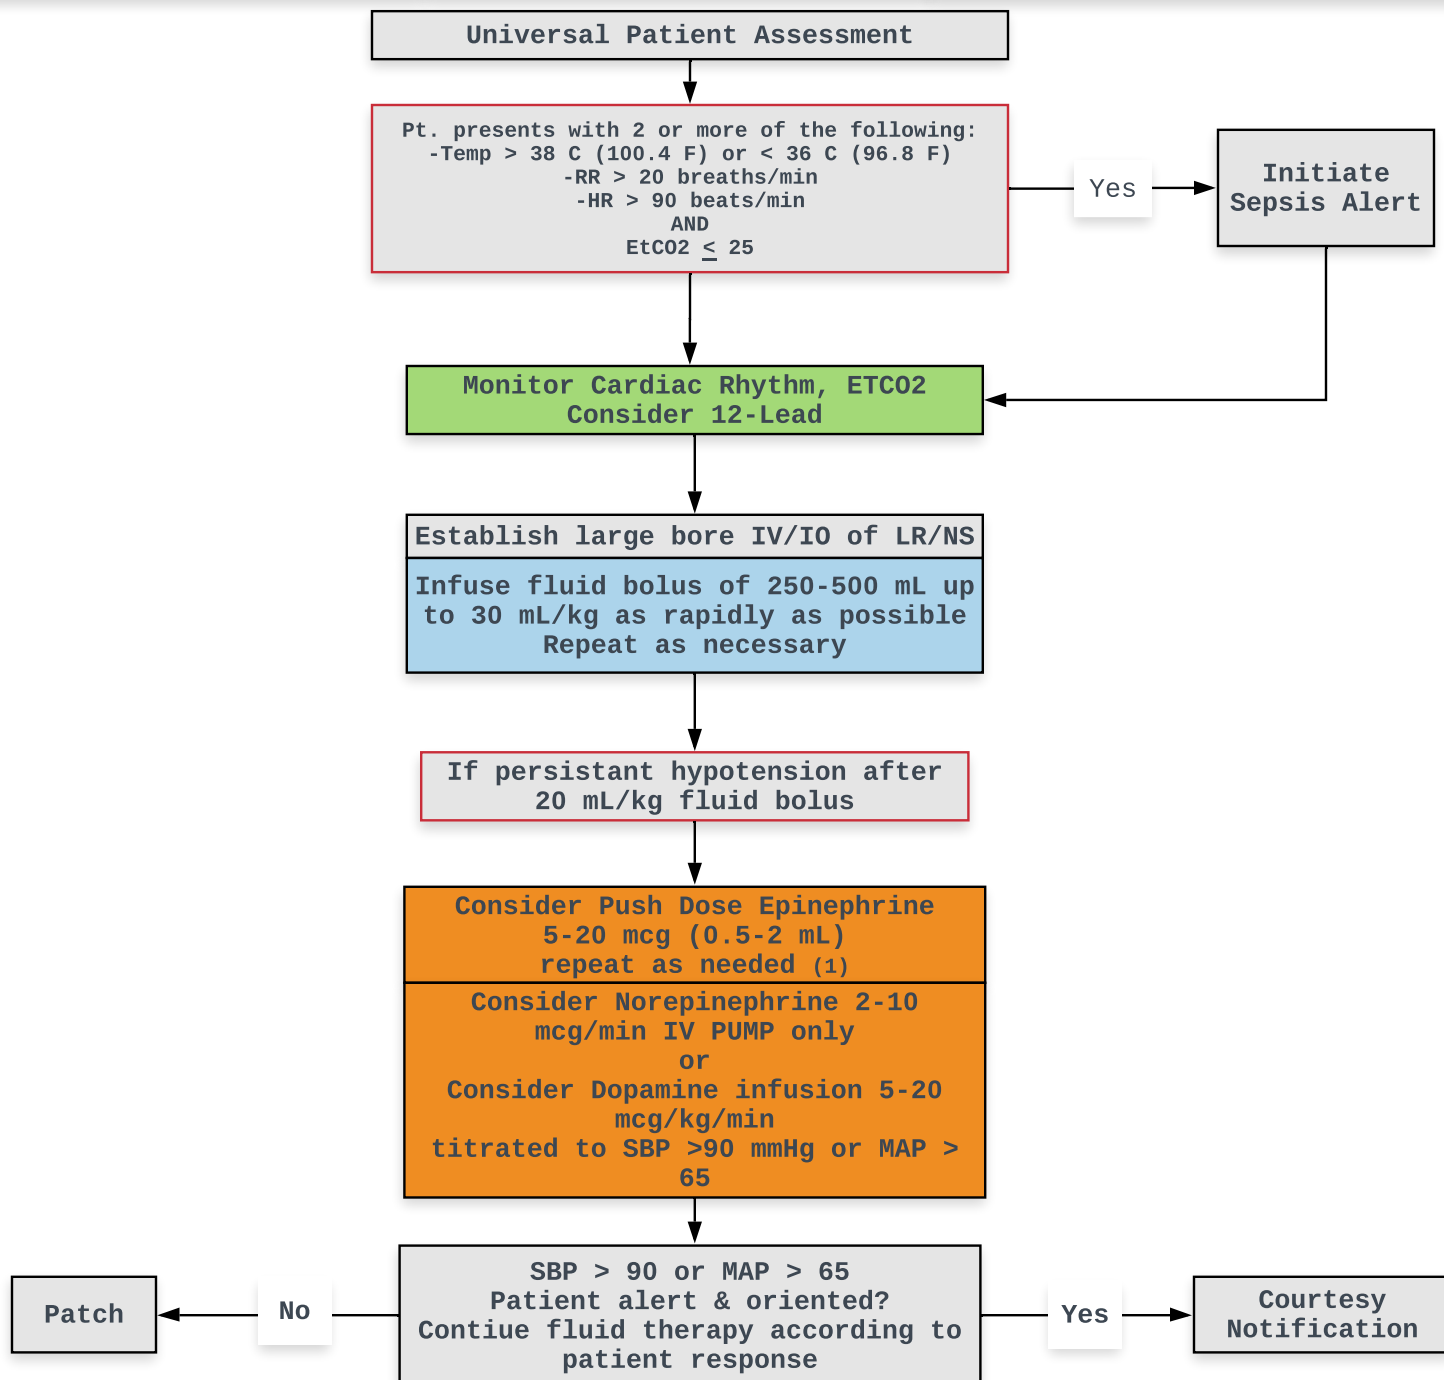 Universal Patient Assessment
Pt. presents with 2 or more of the following:
-Temp > 38 C (100.4 F) or < 36 C (96.8 F)
-RR > 20 breaths/min
-HR > 90 beats/min
AND
EtCO2 < 25
Yes
Initiate
Sepsis Alert
Monitor Cardiac Rhythm, ETCO2
Consider 12-Lead
Establish large bore IV/IO of LR/NS
Infuse fluid bolus of 250-500 mL up
to 30 mL/kg as rapidly as possible
Repeat as necessary
If persistant hypotension after
20 mL/kg fluid bolus
Consider Push Dose Epinephrine
5-20 mcg (0.5-2 mL)
repeat as needed (1)
Consider Norepinephrine 2-10
mcg/min IV PUMP only
or
Consider Dopamine infusion 5-20
mcg/kg/min
titrated to SBP >90 mmHg or MAP >
65
SBP > 90 or MAP > 65
Patient alert & oriented?
Contiue fluid therapy according to
patient response
No
Patch
Yes
Courtesy
Notification